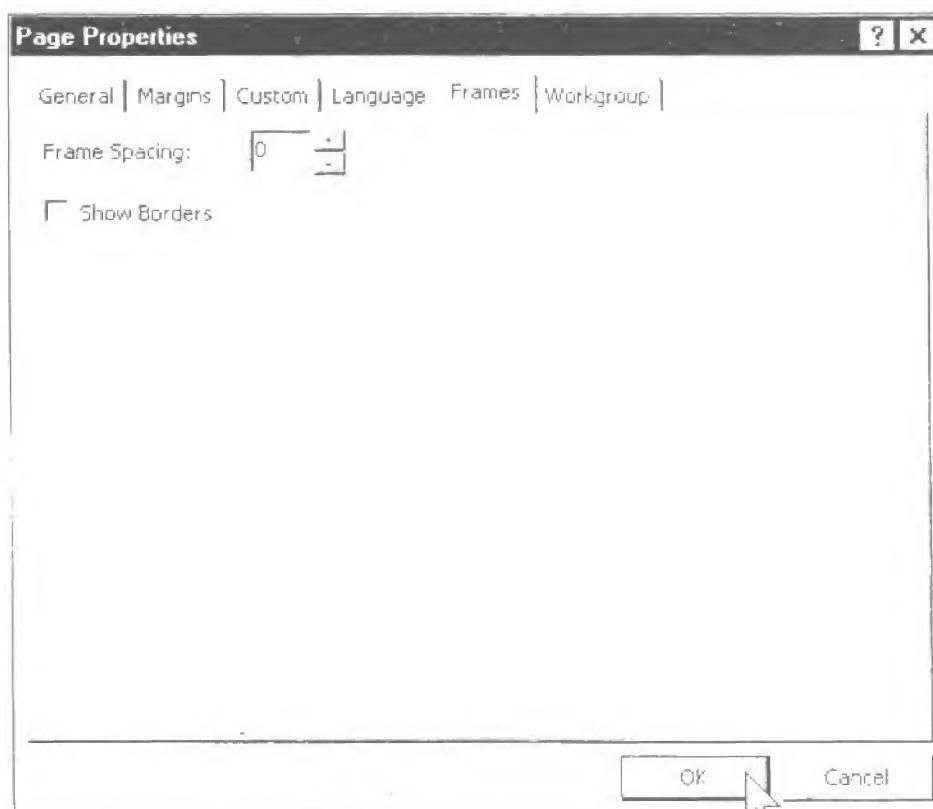 Page Properties ? X
General Margins Custom Language Frames Workgroup
Frame Spacing: 0
Show Borders
OK Cancel